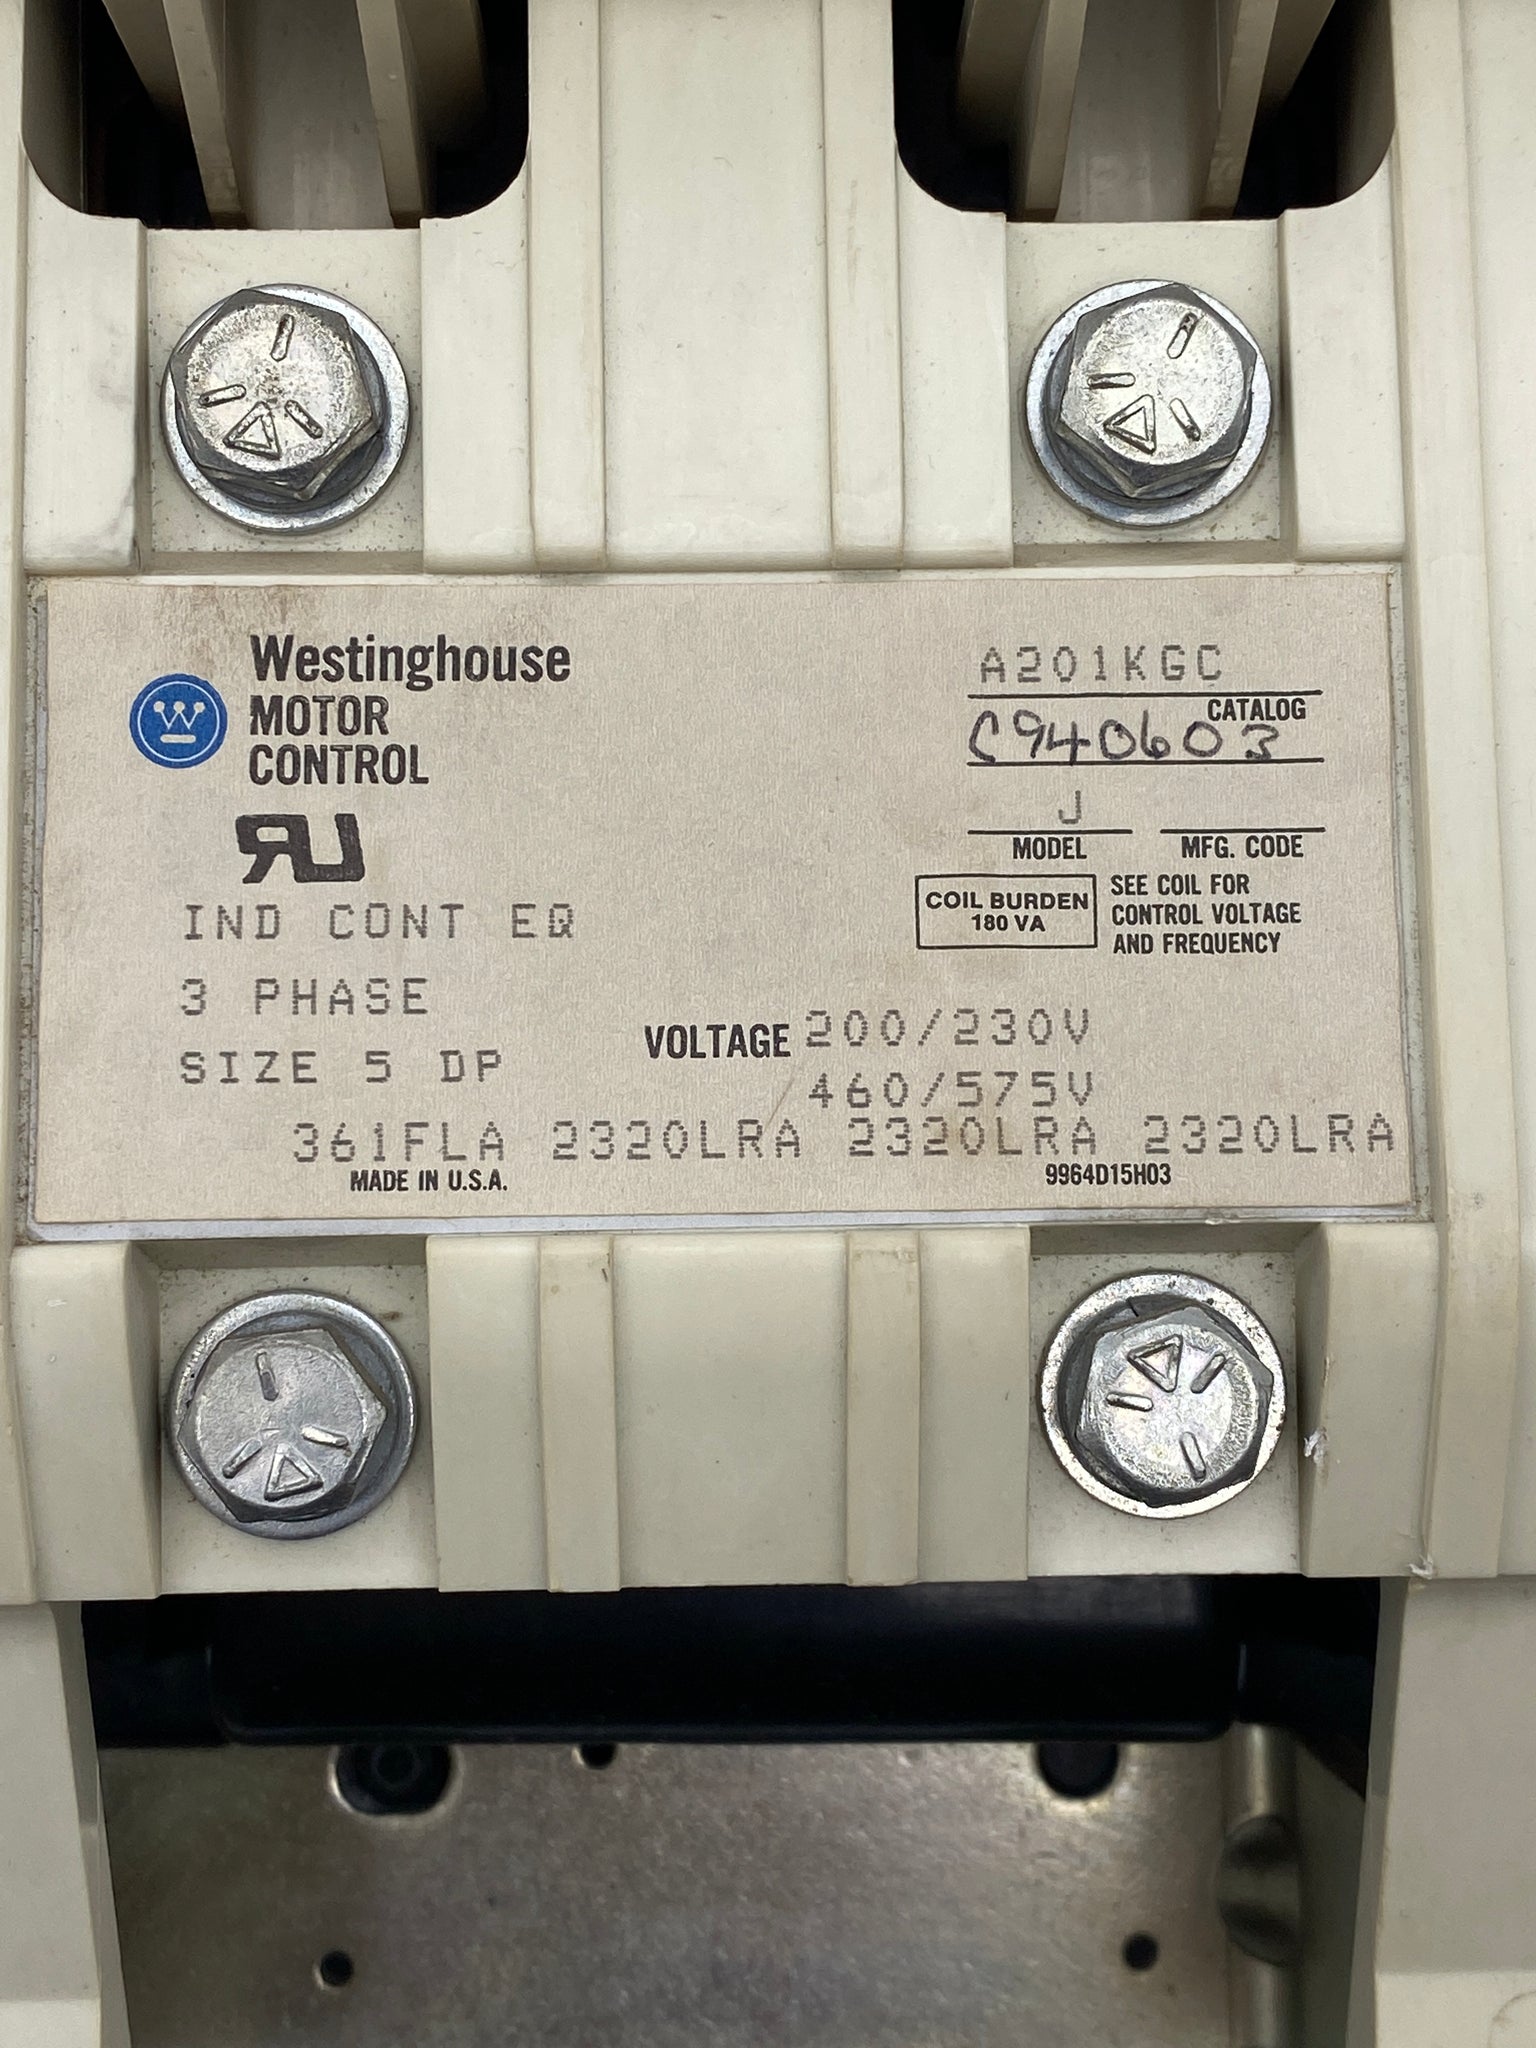 Westinghouse
MOTOR
CONTROL
A201KGC
CATALOG
C940603
J
MODEL
MFG. CODE
COIL BURDEN
180 VA
SEE COIL FOR
CONTROL VOLTAGE
AND FREQUENCY
IND CONT EQ
3 PHASE
SIZE 5 DP
VOLTAGE 200/230V
460/575V
361FLA 2320LRA 2320LRA 2320LRA
MADE IN U.S.A.
9964D15H03